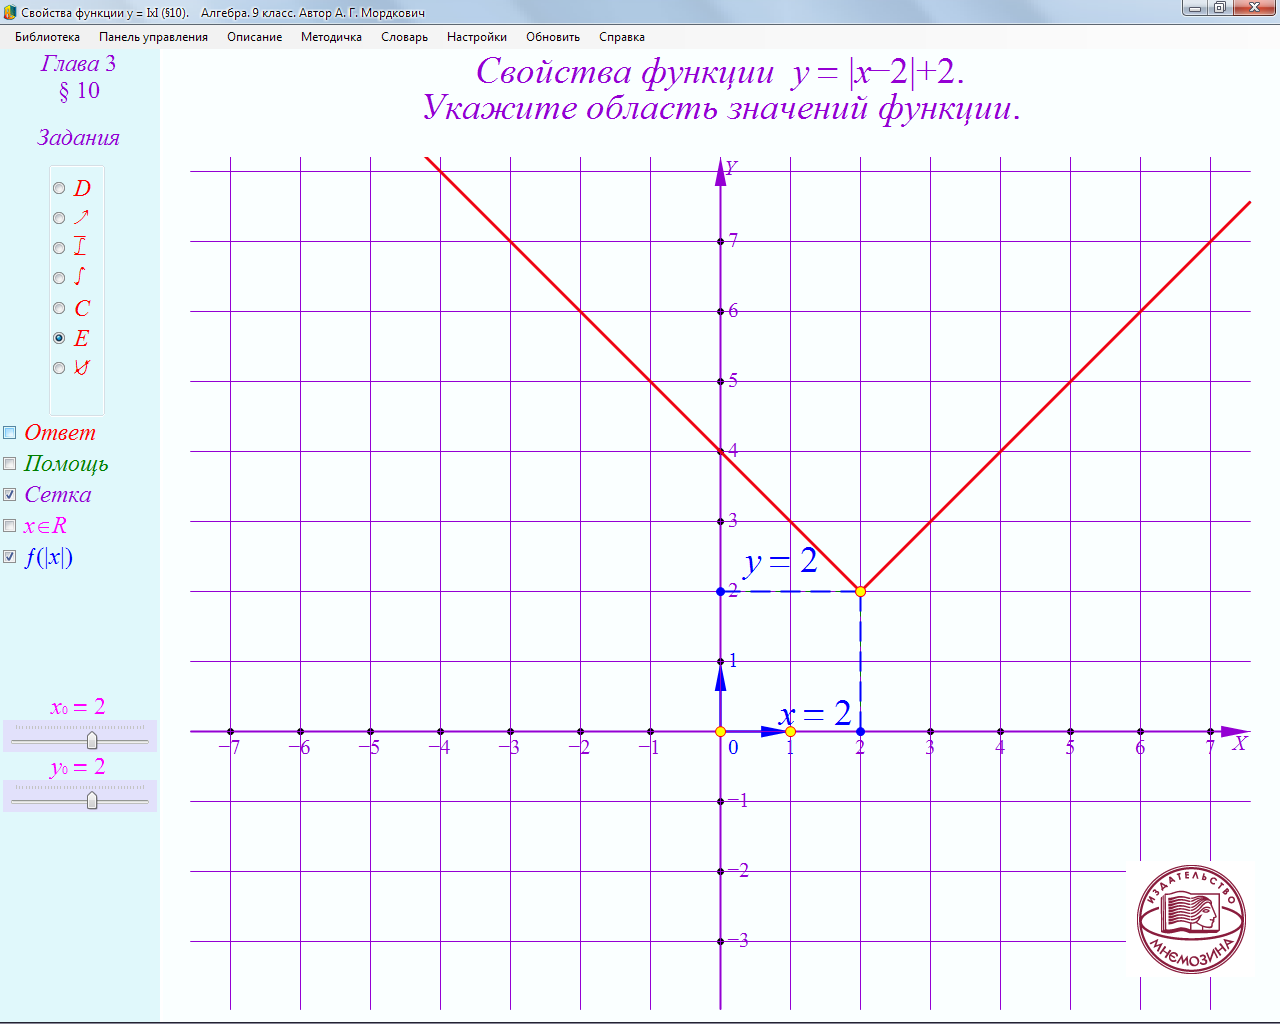 Свойства функции y = IxI (§10). Алгебра. 9 класс. Автор А. Г. Мордкович
Библиотека Панель управления Описание Методичка Словарь Настройки Обновить Справка
Глава 3
§ 10
Задания
D
C
E
Ответ
Помощь
Сетка
x∈R
f(|x|)
x₀ = 2
y₀ = 2
Свойства функции y = |x−2|+2.
Укажите область значений функции.
Y
7
6
5
4
3
y = 2
2
1
x = 2
−7 −6 −5 −4 −3 −2 −1 0 1 2 3 4 5 6 7 X
−1
−2
−3
ИЗДАТЕЛЬСТВО
МНЕМОЗИНА